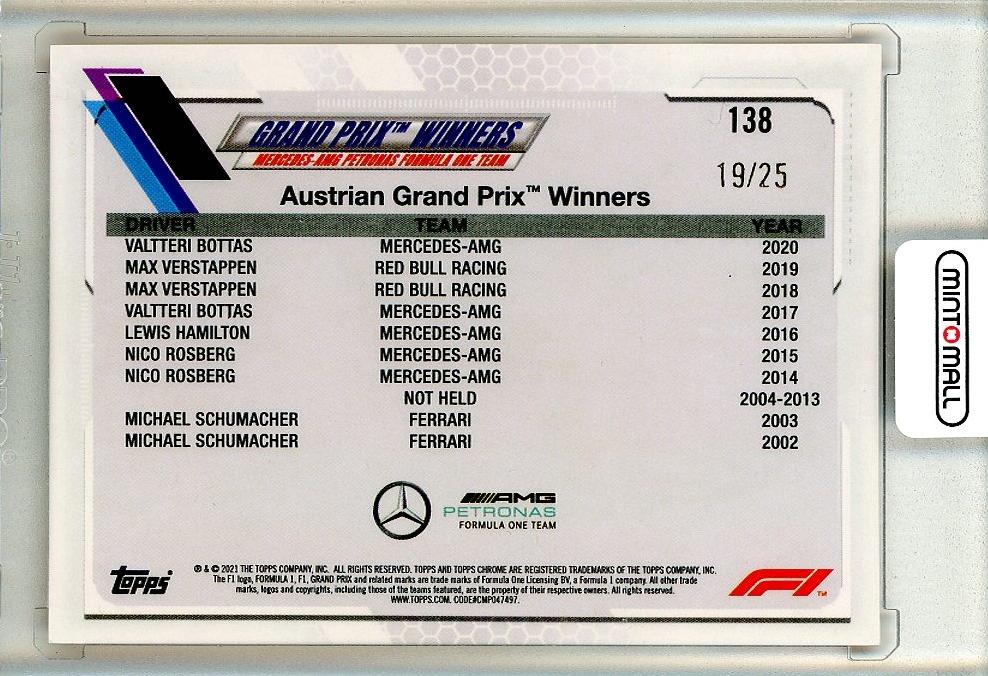 138
GRAND PRIX™ WINNERS
MERCEDES-AMG PETRONAS FORMULA ONE TEAM
19/25
Austrian Grand Prix™ Winners
DRIVER TEAM YEAR
VALTTERI BOTTAS MERCEDES-AMG 2020
MAX VERSTAPPEN RED BULL RACING 2019
MAX VERSTAPPEN RED BULL RACING 2018
VALTTERI BOTTAS MERCEDES-AMG 2017
LEWIS HAMILTON MERCEDES-AMG 2016
NICO ROSBERG MERCEDES-AMG 2015
NICO ROSBERG MERCEDES-AMG 2014
NOT HELD 2004-2013
MICHAEL SCHUMACHER FERRARI 2003
MICHAEL SCHUMACHER FERRARI 2002
AMG
PETRONAS
FORMULA ONE TEAM
topps
® & © 2021 THE TOPPS COMPANY, INC. ALL RIGHTS RESERVED. TOPPS AND TOPPS CHROME ARE REGISTERED TRADEMARKS OF THE TOPPS COMPANY, INC.
The F1 logo, FORMULA 1, F1, GRAND PRIX and related marks are trade marks of Formula One Licensing BV, a Formula 1 company. All other trade
marks, logos and copyrights, including those of the teams featured, are the property of their respective owners. All rights reserved.
WWW.TOPPS.COM. CODE#CMP047497.
F1™
MINT MALL